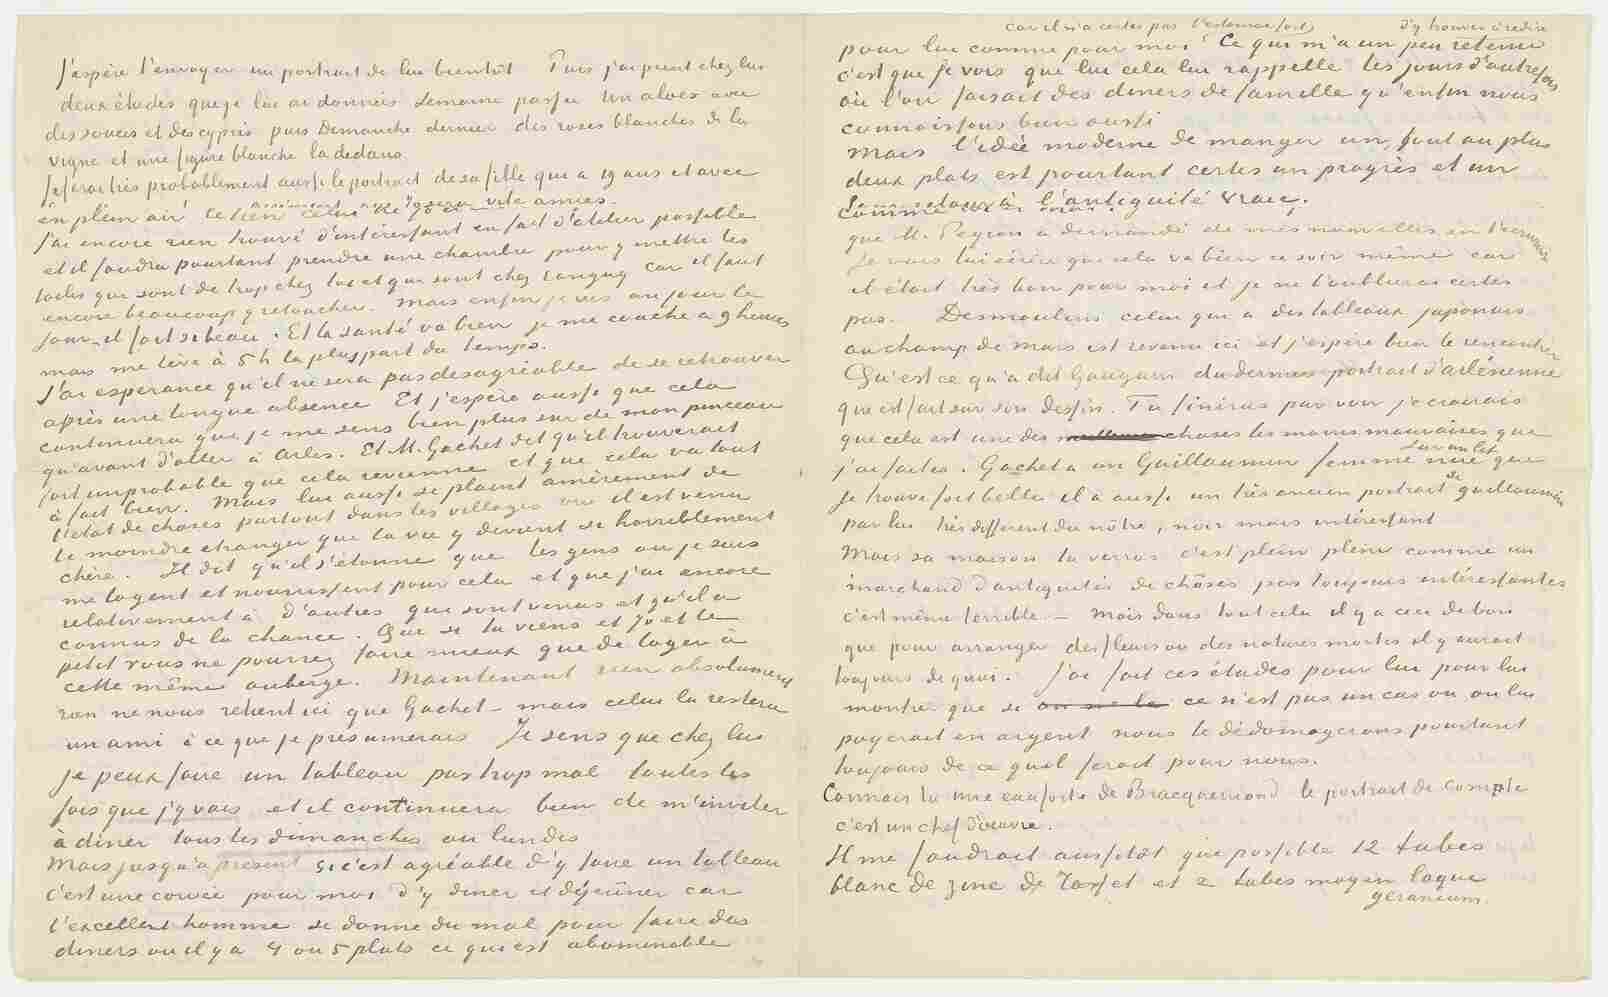 j'espère t'envoyer un portrait de lui bientôt Puis j'ai peint chez lui
deux études que je lui ai données semaine passée un aloes avec
des soucis et des cyprès puis Dimanche dernier des roses blanches de la
vigne et une figure blanche la dedans.
je ferai très probablement aussi le portrait de sa fille qui a 19 ans et avec
laquelle je me figure aisément que Jo sera vite amies.
en plein air
j'ai encore rien trouvé d'intéressant en fait d'atelier possible
et il faudra pourtant prendre une chambre pour y mettre les
toiles qui sont de trop chez toi et qui sont chez Tanguy car il faut
encore beaucoup y retoucher. Mais enfin je vis au jour le
jour – il fait si beau. Et la santé va bien je me couche à 9 heures
mais me lève à 5 h la plus part du temps.
J'ai espérance qu'il ne sera pas desagréable de se retrouver
après une longue absence Et j'espère aussi que cela
continuera que je me sens bien plus sur de mon pinceau
qu'avant d'aller à Arles. Et M. Gachet dit qu'il trouverait
fort improbable que cela revienne et que cela va tout
à fait bien. Mais lui aussi se plaint amèrement de
l'état de choses partout dans les villages où il est venu
le moindre étranger que la vie y devient si horriblement
chère. Il dit qu'il s'étonne que les gens où je suis
me logent et nourrissent pour cela et que j'ai encore
relativement à d'autres qui sont venus et qu'il a
connus de la chance. Que si tu viens et Jo et le
petit vous ne pourrez faire mieux que de loger à
cette même auberge. Maintenant rien absolument
rien ne nous retient ici que Gachet – mais celui la restera
un ami à ce que je présumerais Je sens que chez lui
je peux faire un tableau pas trop mal toutes les
fois que j'y vais et il continuera bien de m'inviter
à diner tous les dimanches ou lundis
Mais jusqu'à présent si c'est agréable d'y faire un tableau
c'est une corvée pour moi d'y diner et déjeuner car
l'excellent homme se donne du mal pour faire des
diners où il y a 4 ou 5 plats ce qui est abominable
pour lui comme pour moi car il n'a certes pas l'estomac fort Ce qui m'a un peu retenu d'y trouver à redire
c'est que je vois que lui cela lui rappelle les jours d'autrefois
où l'on faisait des diners de famille qu'enfin nous
connaissons bien aussi
Mais l'idée moderne de manger un, tout au plus
deux plats est pourtant certes un progrès et un
retour à l'antiquité vraie.
que M. Peyron a demandé de mes nouvelles en t'écrivant
je vais lui écrire que cela va bien ce soir même car
il était très bon pour moi et je ne l'oublierai certes
pas. Desmoulins celui qui a des tableaux japonais
au champ de Mars est revenu ici et j'espère bien le rencontrer
Qu'est ce qu'a dit Gauguin du dernier portrait d'arlésienne
qui est fait sur son dessin. Tu finiras par voir je croirais
que cela est une des choses les moins mauvaises que
j'ai faites. Gachet a un Guillaumin femme nue sur un lit que
je trouve fort belle il a aussi un très ancien portrait de guillaumin
par lui très different du nôtre, noir mais intéressant
Mais sa maison tu verras c'est plein plein comme un
marchand d'antiquités de chôses pas toujours intéressantes
c'est même terrible – mais dans tout cela il y a ceci de bon
que pour arranger des fleurs ou des natures mortes il y aurait
toujours de quoi. J'ai fait ces études pour lui pour lui
montrer que si ce n'est pas un cas où on lui
payerait en argent nous le dédomagerons pourtant
toujours de ce qu'il ferait pour nous.
Connais tu une eauforte de Bracquemond le portrait de Comte
c'est un chef d'oeuvre.
Il me faudrait aussitôt que possible 12 tubes
blanc de zinc de Tasset et 2 tubes moyen laque
geranium.